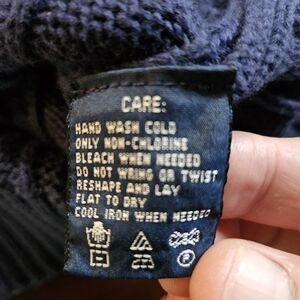 CARE:
HAND WASH COLD
ONLY NON-CHLORINE
BLEACH WHEN NEEDED
DO NOT WRING OR TWIST
RESHAPE AND LAY
FLAT TO DRY
COOL IRON WHEN NEEDED
P